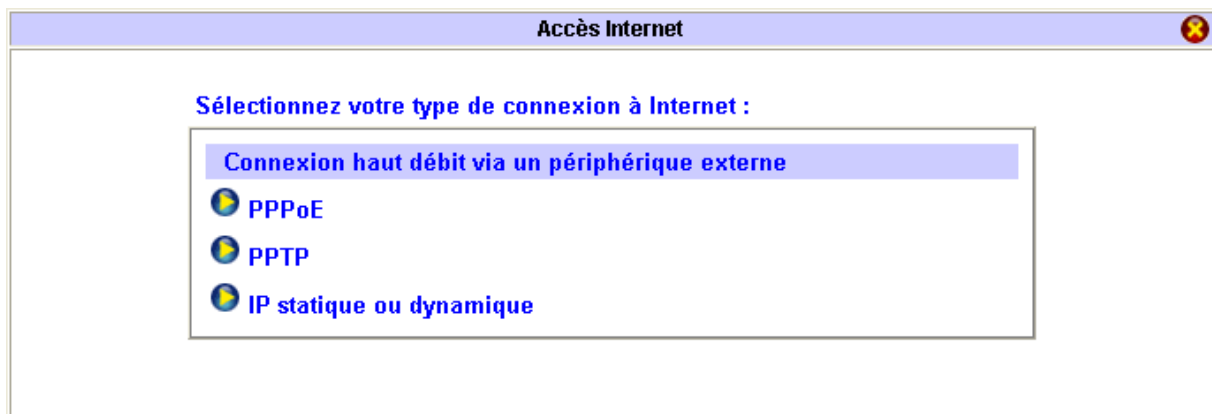 Accès Internet
Sélectionnez votre type de connexion à Internet :
Connexion haut débit via un périphérique externe
PPPoE
PPTP
IP statique ou dynamique